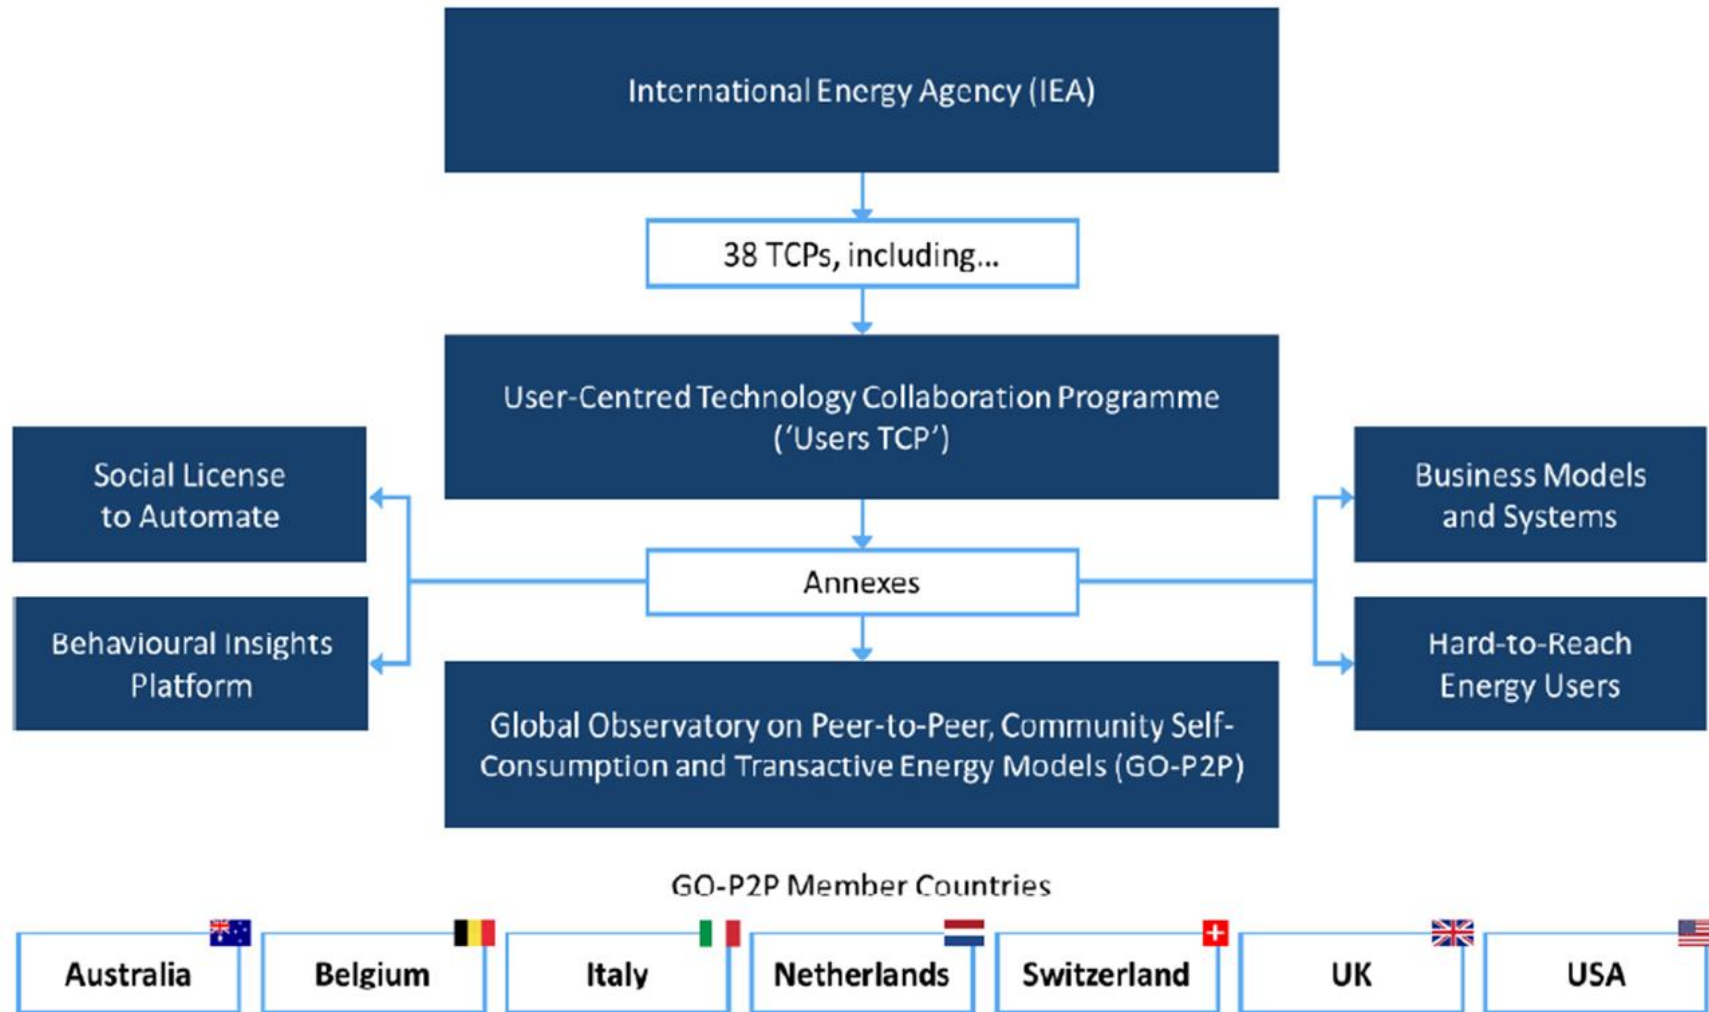 International Energy Agency (IEA)
38 TCPs, including...
User-Centred Technology Collaboration Programme
(‘Users TCP’)
Social License
to Automate
Business Models
and Systems
Annexes
Behavioural Insights
Platform
Hard-to-Reach
Energy Users
Global Observatory on Peer-to-Peer, Community Self-
Consumption and Transactive Energy Models (GO-P2P)
GO-P2P Member Countries
Australia
Belgium
Italy
Netherlands
Switzerland
UK
USA